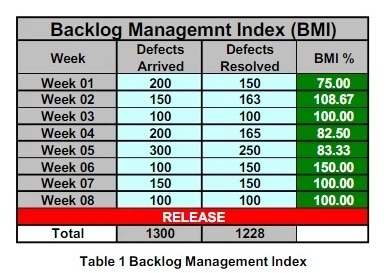 Backlog Managemnt Index (BMI)
Week Defects Arrived Defects Resolved BMI %
Week 01 200 150 75.00
Week 02 150 163 108.67
Week 03 100 100 100.00
Week 04 200 165 82.50
Week 05 300 250 83.33
Week 06 100 150 150.00
Week 07 150 150 100.00
Week 08 100 100 100.00
RELEASE
Total 1300 1228
Table 1 Backlog Management Index